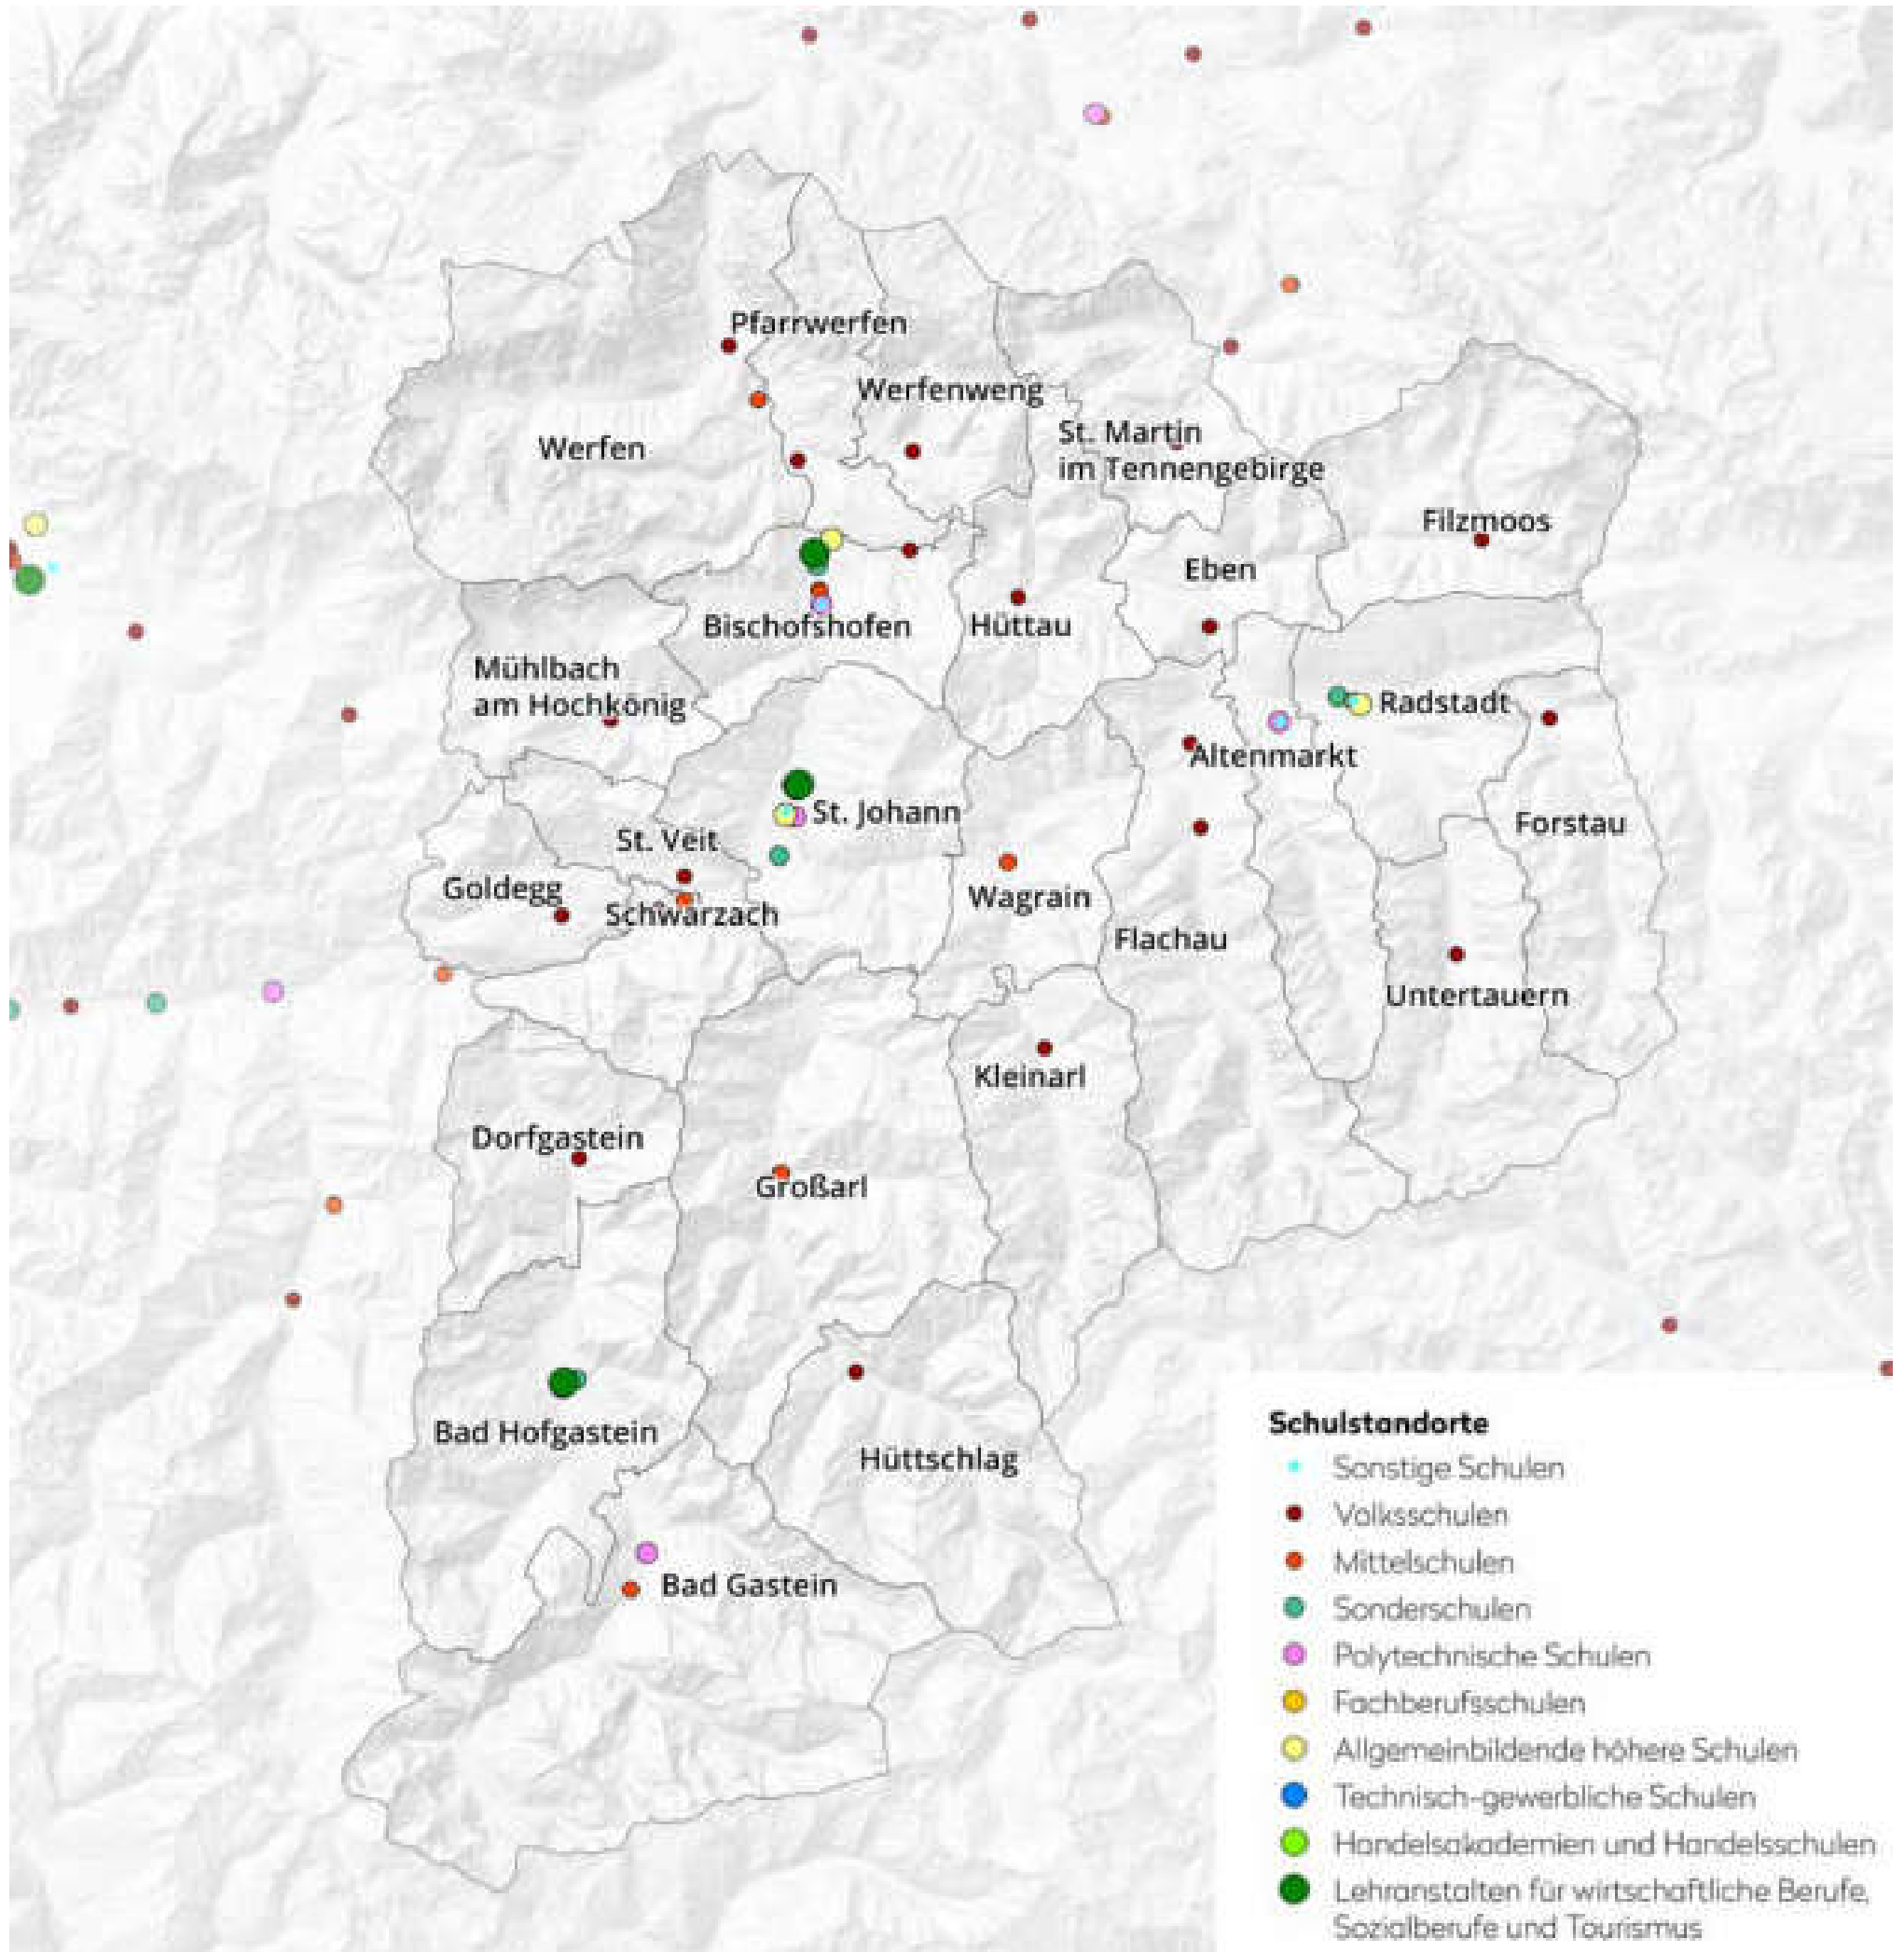 Pfarrwerfen
Werfenweng
Werfen
St. Martin
im Tennengebirge
Filzmoos
Eben
Bischofshofen
Hüttau
Mühlbach
am Hochkönig
Radstadt
Altenmarkt
St. Johann
Forstau
St. Veit
Goldegg
Schwarzach
Wagrain
Flachau
Untertauern
Kleinarl
Dorfgastein
Großarl
Bad Hofgastein
Hüttschlag
Bad Gastein
Schulstandorte
Sonstige Schulen
Volksschulen
Mittelschulen
Sonderschulen
Polytechnische Schulen
Fachberufsschulen
Allgemeinbildende höhere Schulen
Technisch-gewerbliche Schulen
Handelsakademien und Handelsschulen
Lehranstalten für wirtschaftliche Berufe,
Sozialberufe und Tourismus